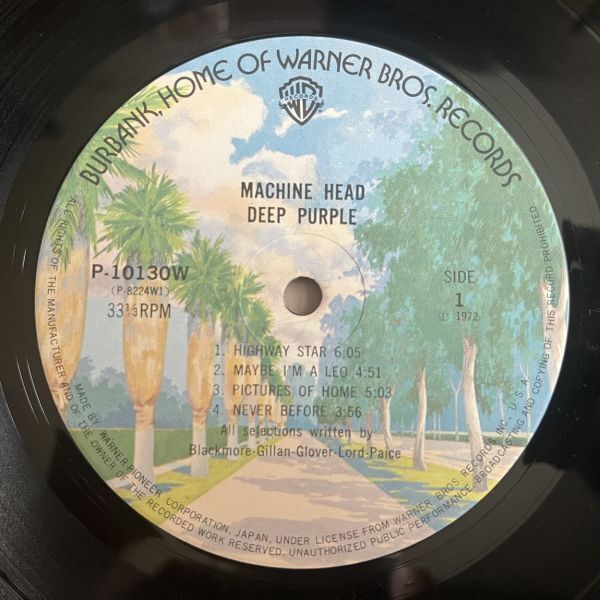 BURBANK, HOME OF WARNER BROS. RECORDS
W
RECORDS
MACHINE HEAD
DEEP PURPLE
P-10130W
(P-8224W1)
33⅓RPM
SIDE
1
Ⓟ 1972
1. HIGHWAY STAR 6:05
2. MAYBE I'M A LEO 4:51
3. PICTURES OF HOME 5:03
4. NEVER BEFORE 3:56
All selections written by
Blackmore-Gillan-Glover-Lord-Paice
MADE BY WARNER-PIONEER CORPORATION, JAPAN, UNDER LICENSE FROM WARNER BROS. RECORDS INC., U.S.A.
ALL RIGHTS OF THE MANUFACTURER AND OF THE OWNER OF THE RECORDED WORK RESERVED. UNAUTHORIZED PUBLIC PERFORMANCE, BROADCASTING AND COPYING OF THIS RECORD PROHIBITED.